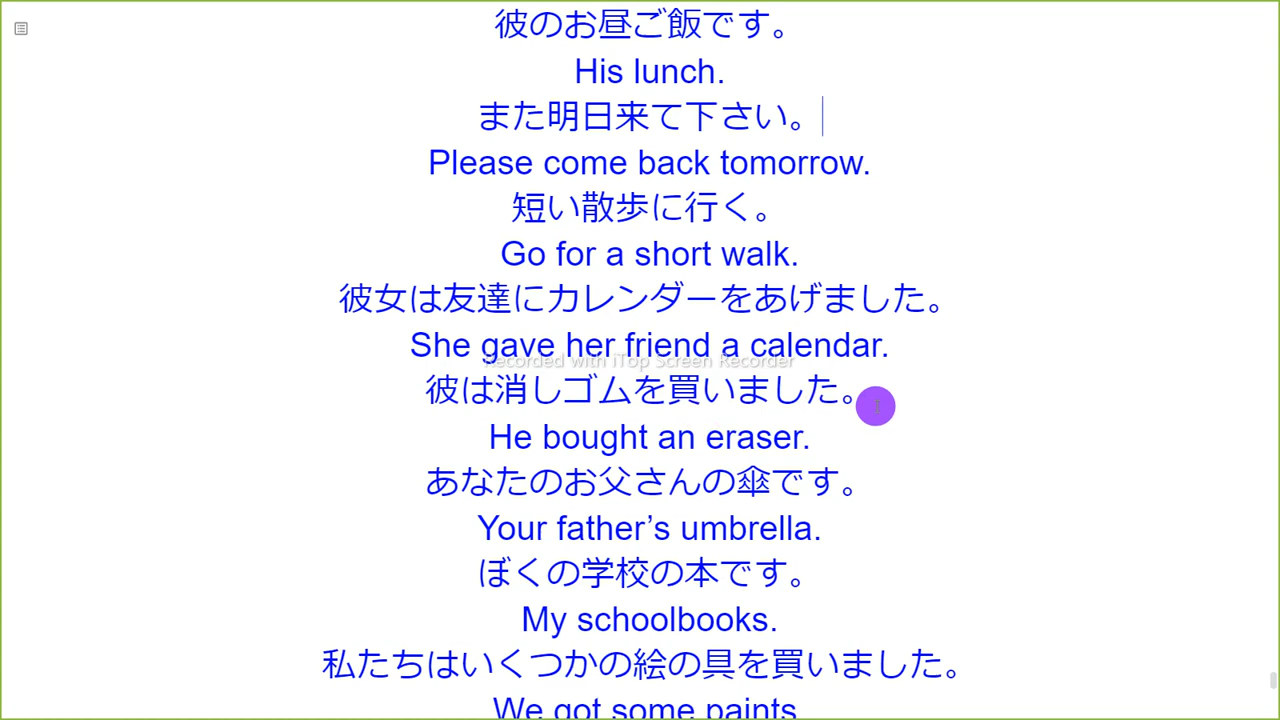 彼のお昼ご飯です。
His lunch.
また明日来て下さい。
Please come back tomorrow.
短い散歩に行く。
Go for a short walk.
彼女は友達にカレンダーをあげました。
She gave her friend a calendar.
Recorded with iTop Screen Recorder
彼は消しゴムを買いました。
He bought an eraser.
あなたのお父さんの傘です。
Your father’s umbrella.
ぼくの学校の本です。
My schoolbooks.
私たちはいくつかの絵の具を買いました。
We got some paints